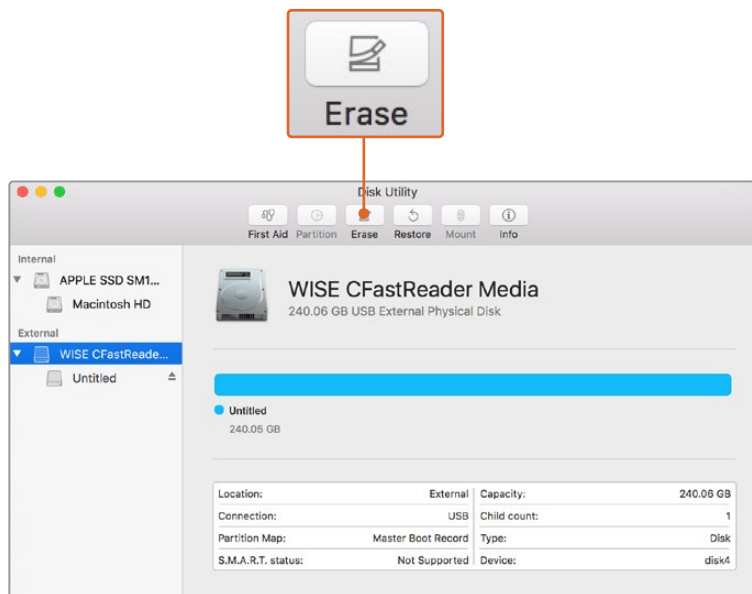 Erase
Disk Utility
First Aid Partition Erase Restore Mount Info
Internal
APPLE SSD SM1...
Macintosh HD
External
WISE CFastReade...
Untitled
WISE CFastReader Media
240.06 GB USB External Physical Disk
Untitled
240.05 GB
Location: External Capacity: 240.06 GB
Connection: USB Child count: 1
Partition Map: Master Boot Record Type: Disk
S.M.A.R.T. status: Not Supported Device: disk4